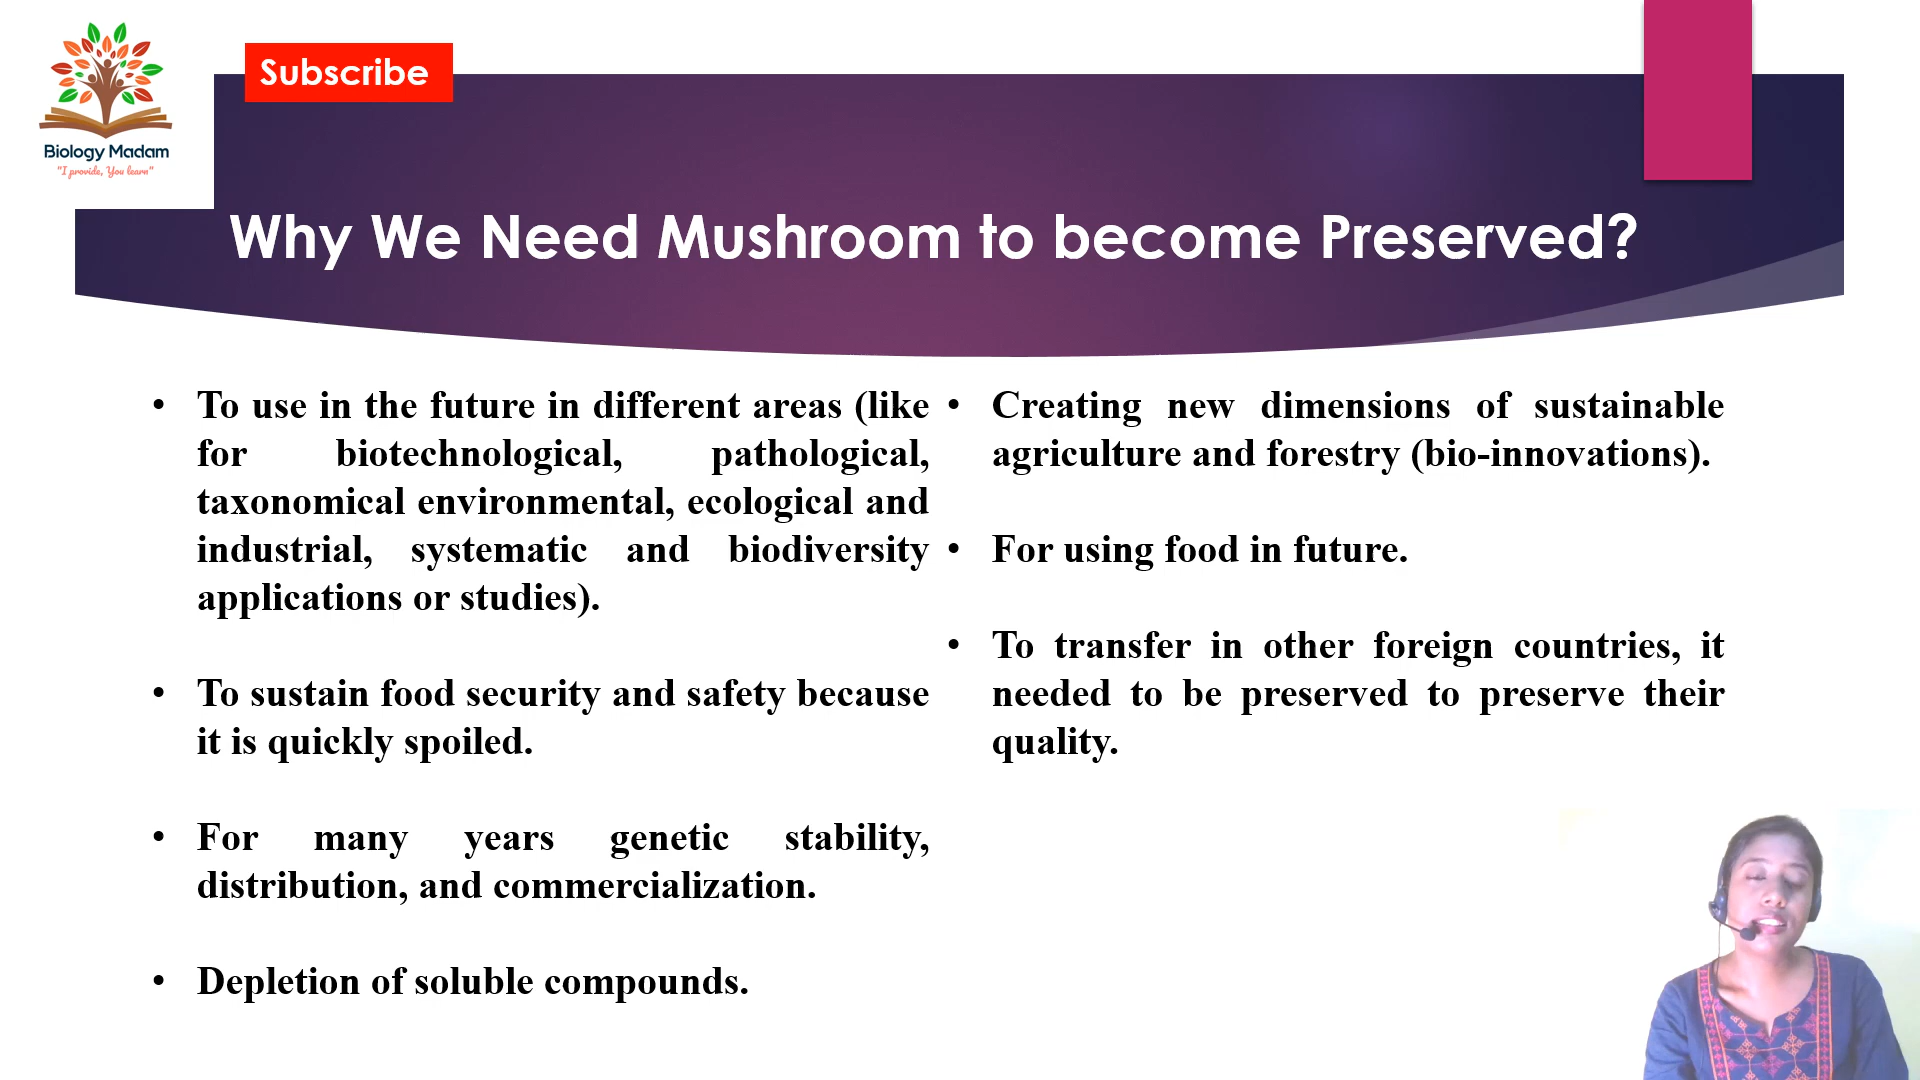 Subscribe
Biology Madam
"I provide, You learn"
Why We Need Mushroom to become Preserved?
• To use in the future in different areas (like
for biotechnological, pathological,
taxonomical environmental, ecological and
industrial, systematic and biodiversity
applications or studies).
• To sustain food security and safety because
it is quickly spoiled.
• For many years genetic stability,
distribution, and commercialization.
• Depletion of soluble compounds.
• Creating new dimensions of sustainable
agriculture and forestry (bio-innovations).
• For using food in future.
• To transfer in other foreign countries, it
needed to be preserved to preserve their
quality.